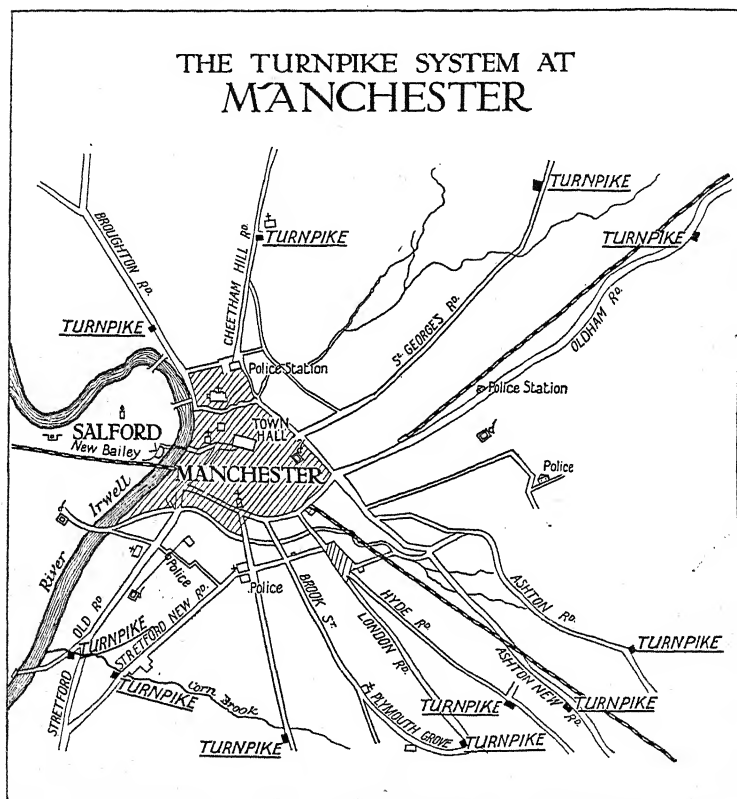 THE TURNPIKE SYSTEM AT
MANCHESTER
TURNPIKE
TURNPIKE
TURNPIKE
BROUGHTON RD.
CHEETHAM HILL RD.
TURNPIKE
ST GEORGE'S RD.
OLDHAM RD.
Police Station
Police Station
TOWN
HALL
SALFORD
New Bailey
MANCHESTER
Police
River Irwell
Police
Police
OLD RD
STRETFORD
STRETFORD NEW RD.
BROOK ST.
LONDON RD.
HYDE RD.
ASHTON RD.
ASHTON NEW RD.
TURNPIKE
TURNPIKE
TURNPIKE
Corn Brook
PLYMOUTH GROVE
TURNPIKE
TURNPIKE
TURNPIKE
TURNPIKE